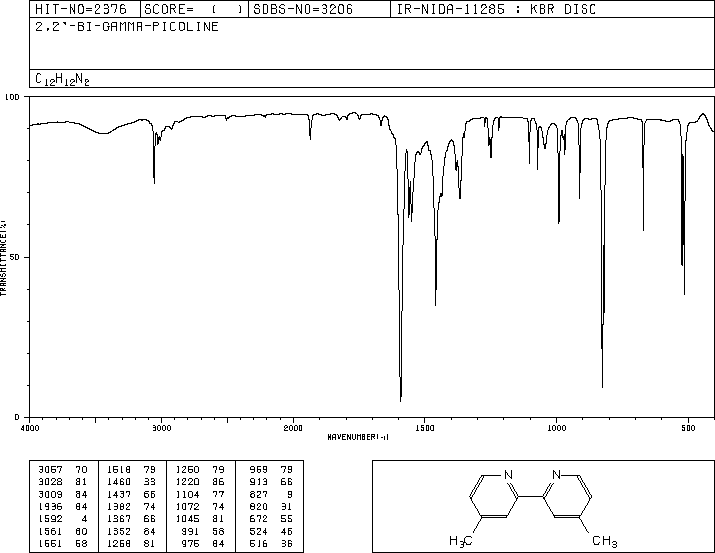 HIT-NO=2376 SCORE= ( ) SDBS-NO=3206 IR-NIDA-11285 : KBR DISC
2,2'-BI-GAMMA-PICOLINE
C12H12N2
100
50
0
TRANSMITTANCE(%)
4000 3000 2000 1500 1000 500
WAVENUMBER(-1)
3067 70 1518 79 1250 79 969 79
3028 81 1460 33 1220 86 913 66
3009 84 1437 66 1104 77 827 9
1936 84 1382 74 1072 74 820 31
1592 4 1367 66 1045 81 672 55
1561 60 1352 84 991 58 524 46
1551 58 1258 81 975 84 516 36
N N
H3C CH3